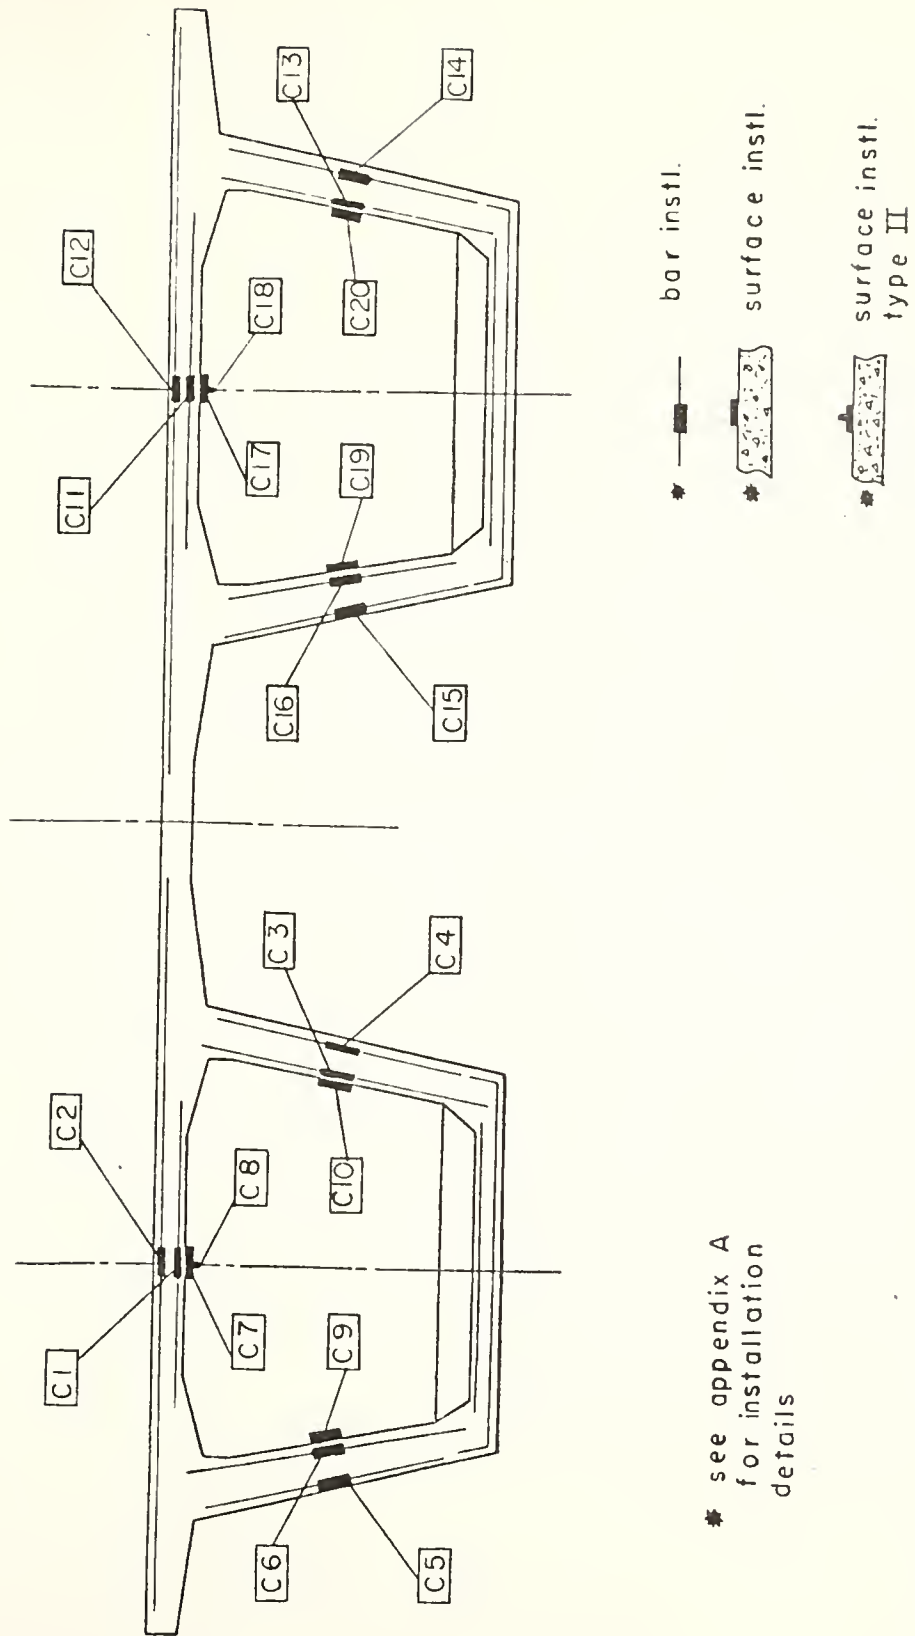 C1
C2
C11
C12
C6
C9
C7
C8
C3
C10
C16
C19
C17
C18
C13
C20
C5
C4
C15
C14
* see appendix A
for installation
details
* bar instl.
* surface instl.
* surface instl.
type II